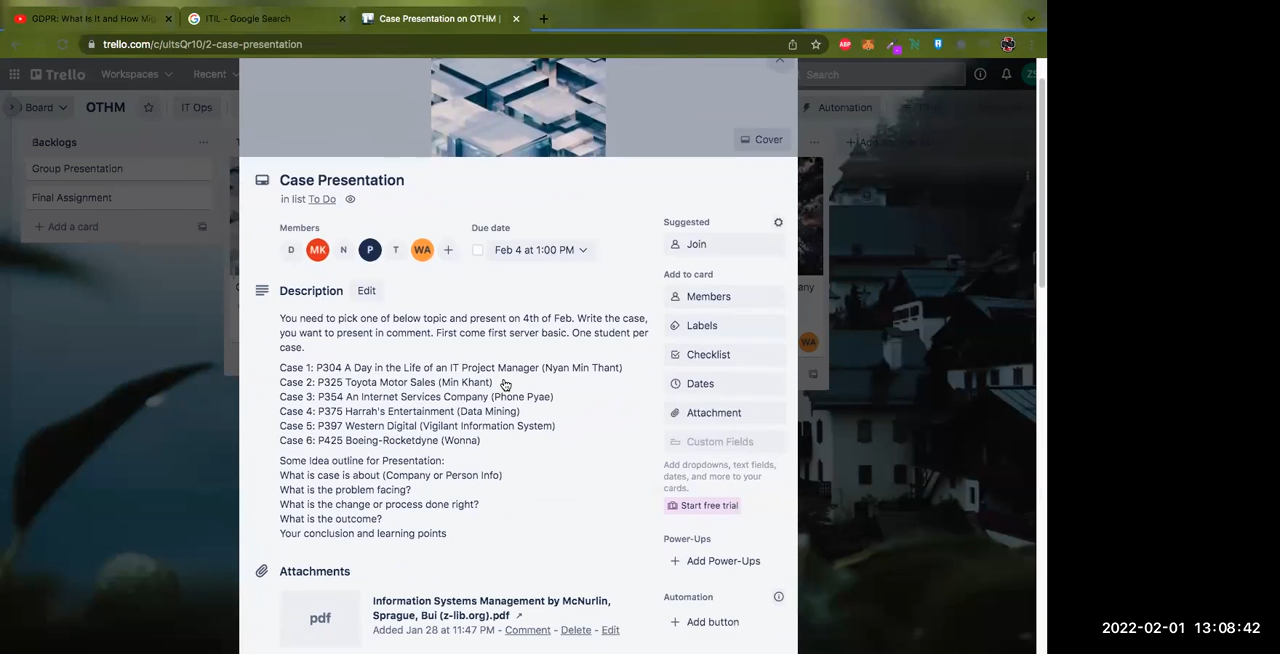 GDPR: What Is It and How Mig
ITIL - Google Search
Case Presentation on OTHM |
trello.com/c/uItsQr10/2-case-presentation
ABP
Trello
Workspaces
Recent
Search
ZS
Board
OTHM
IT Ops
Automation
Cover
Backlogs
Group Presentation
Final Assignment
+ Add a card
Case Presentation
in list To Do
Members
Due date
D
MK
N
P
T
WA
Feb 4 at 1:00 PM
Description
Edit
You need to pick one of below topic and present on 4th of Feb. Write the case,
you want to present in comment. First come first server basic. One student per
case.
Case 1: P304 A Day in the Life of an IT Project Manager (Nyan Min Thant)
Case 2: P325 Toyota Motor Sales (Min Khant)
Case 3: P354 An Internet Services Company (Phone Pyae)
Case 4: P375 Harrah's Entertainment (Data Mining)
Case 5: P397 Western Digital (Vigilant Information System)
Case 6: P425 Boeing-Rocketdyne (Wonna)
Some Idea outline for Presentation:
What is case is about (Company or Person Info)
What is the problem facing?
What is the change or process done right?
What is the outcome?
Your conclusion and learning points
Attachments
pdf
Information Systems Management by McNurlin,
Sprague, Bui (z-lib.org).pdf ↗
Added Jan 28 at 11:47 PM - Comment - Delete - Edit
Suggested
Join
Add to card
Members
Labels
Checklist
Dates
Attachment
Custom Fields
Add dropdowns, text fields,
dates, and more to your
cards.
Start free trial
Power-Ups
+ Add Power-Ups
Automation
+ Add button
any
WA
2022-02-01 13:08:42